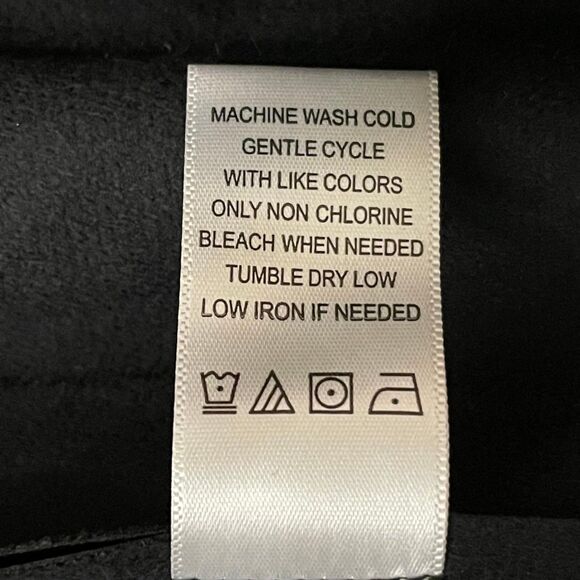 MACHINE WASH COLD
GENTLE CYCLE
WITH LIKE COLORS
ONLY NON CHLORINE
BLEACH WHEN NEEDED
TUMBLE DRY LOW
LOW IRON IF NEEDED